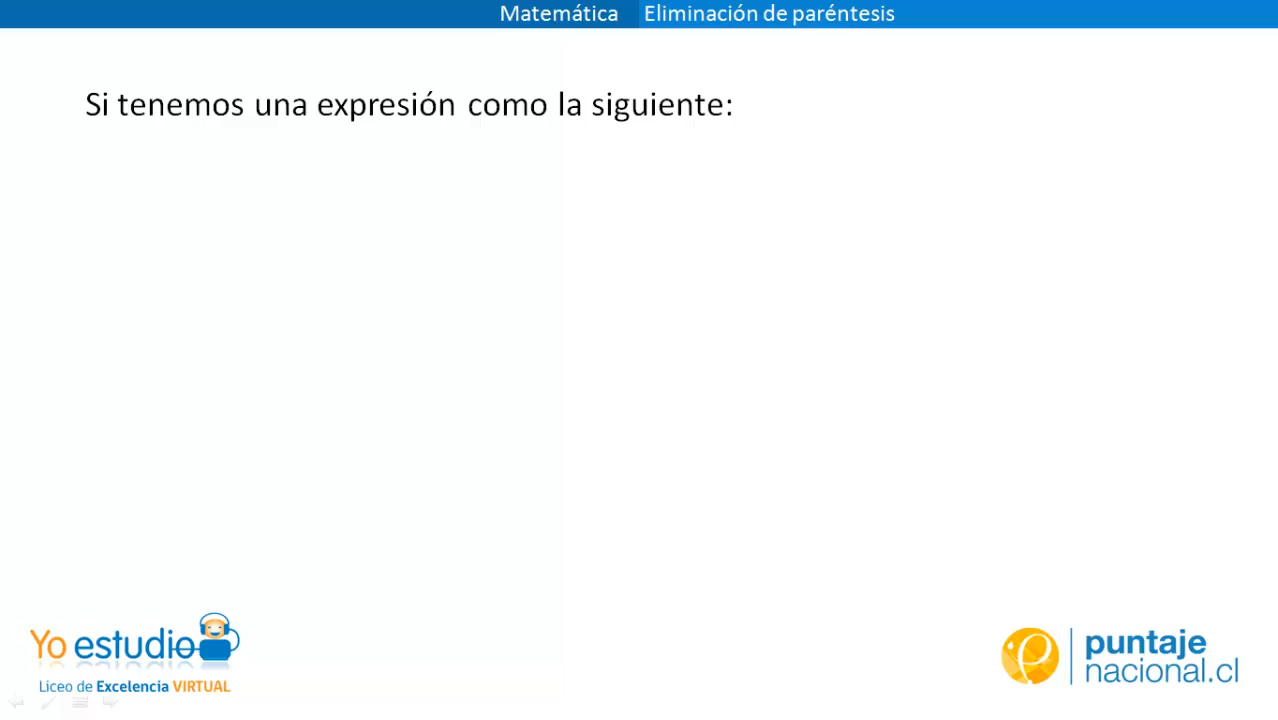 Matemática Eliminación de paréntesis
Si tenemos una expresión como la siguiente:
Yo estudio
Liceo de Excelencia VIRTUAL
puntaje
nacional.cl